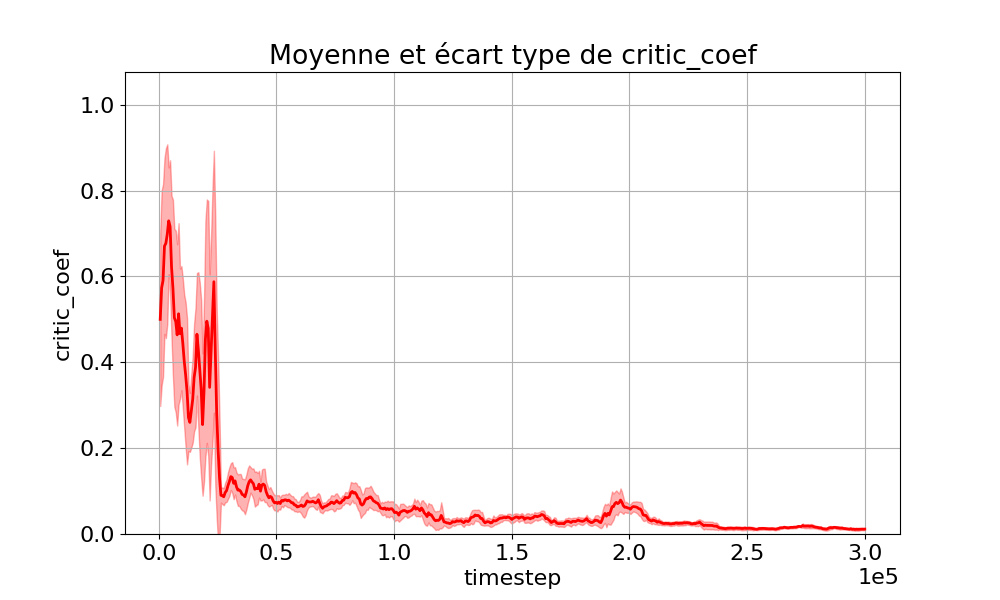 Moyenne et écart type de critic_coef
critic_coef
1.0
0.8
0.6
0.4
0.2
0.0
0.0 0.5 1.0 1.5 2.0 2.5 3.0
timestep
1e5